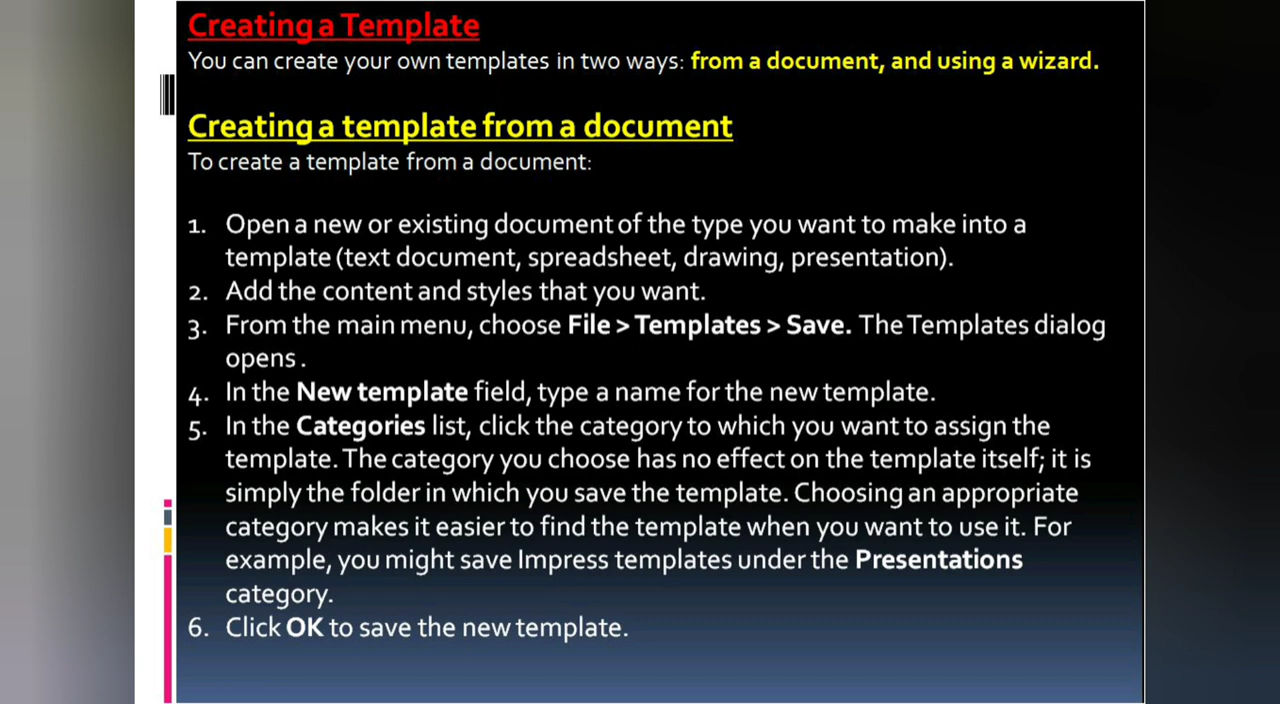 Creating a Template
You can create your own templates in two ways: from a document, and using a wizard.
Creating a template from a document
To create a template from a document:
1. Open a new or existing document of the type you want to make into a
template (text document, spreadsheet, drawing, presentation).
2. Add the content and styles that you want.
3. From the main menu, choose File > Templates > Save. The Templates dialog
opens .
4. In the New template field, type a name for the new template.
5. In the Categories list, click the category to which you want to assign the
template. The category you choose has no effect on the template itself; it is
simply the folder in which you save the template. Choosing an appropriate
category makes it easier to find the template when you want to use it. For
example, you might save Impress templates under the Presentations
category.
6. Click OK to save the new template.